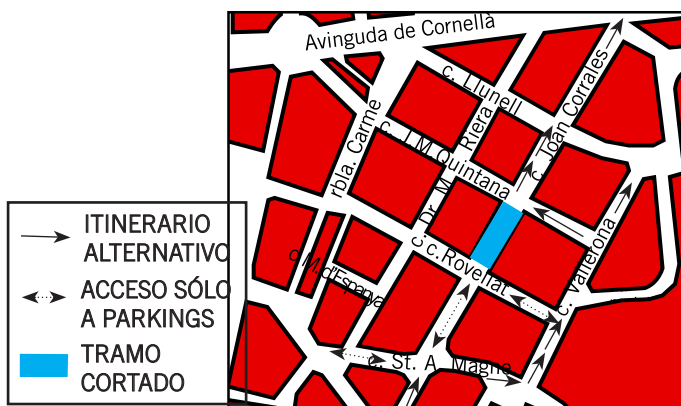 Avinguda de Cornellà
c. Llunell
c. Joan Corrales
rbla. Carme
c. J.M. Quintana
c. Dr. M. Riera
c. Rovellat
c. Vallerona
c M. d'Espanya
c. St. A. Magne
ITINERARIO
ALTERNATIVO
ACCESO SÓLO
A PARKINGS
TRAMO
CORTADO